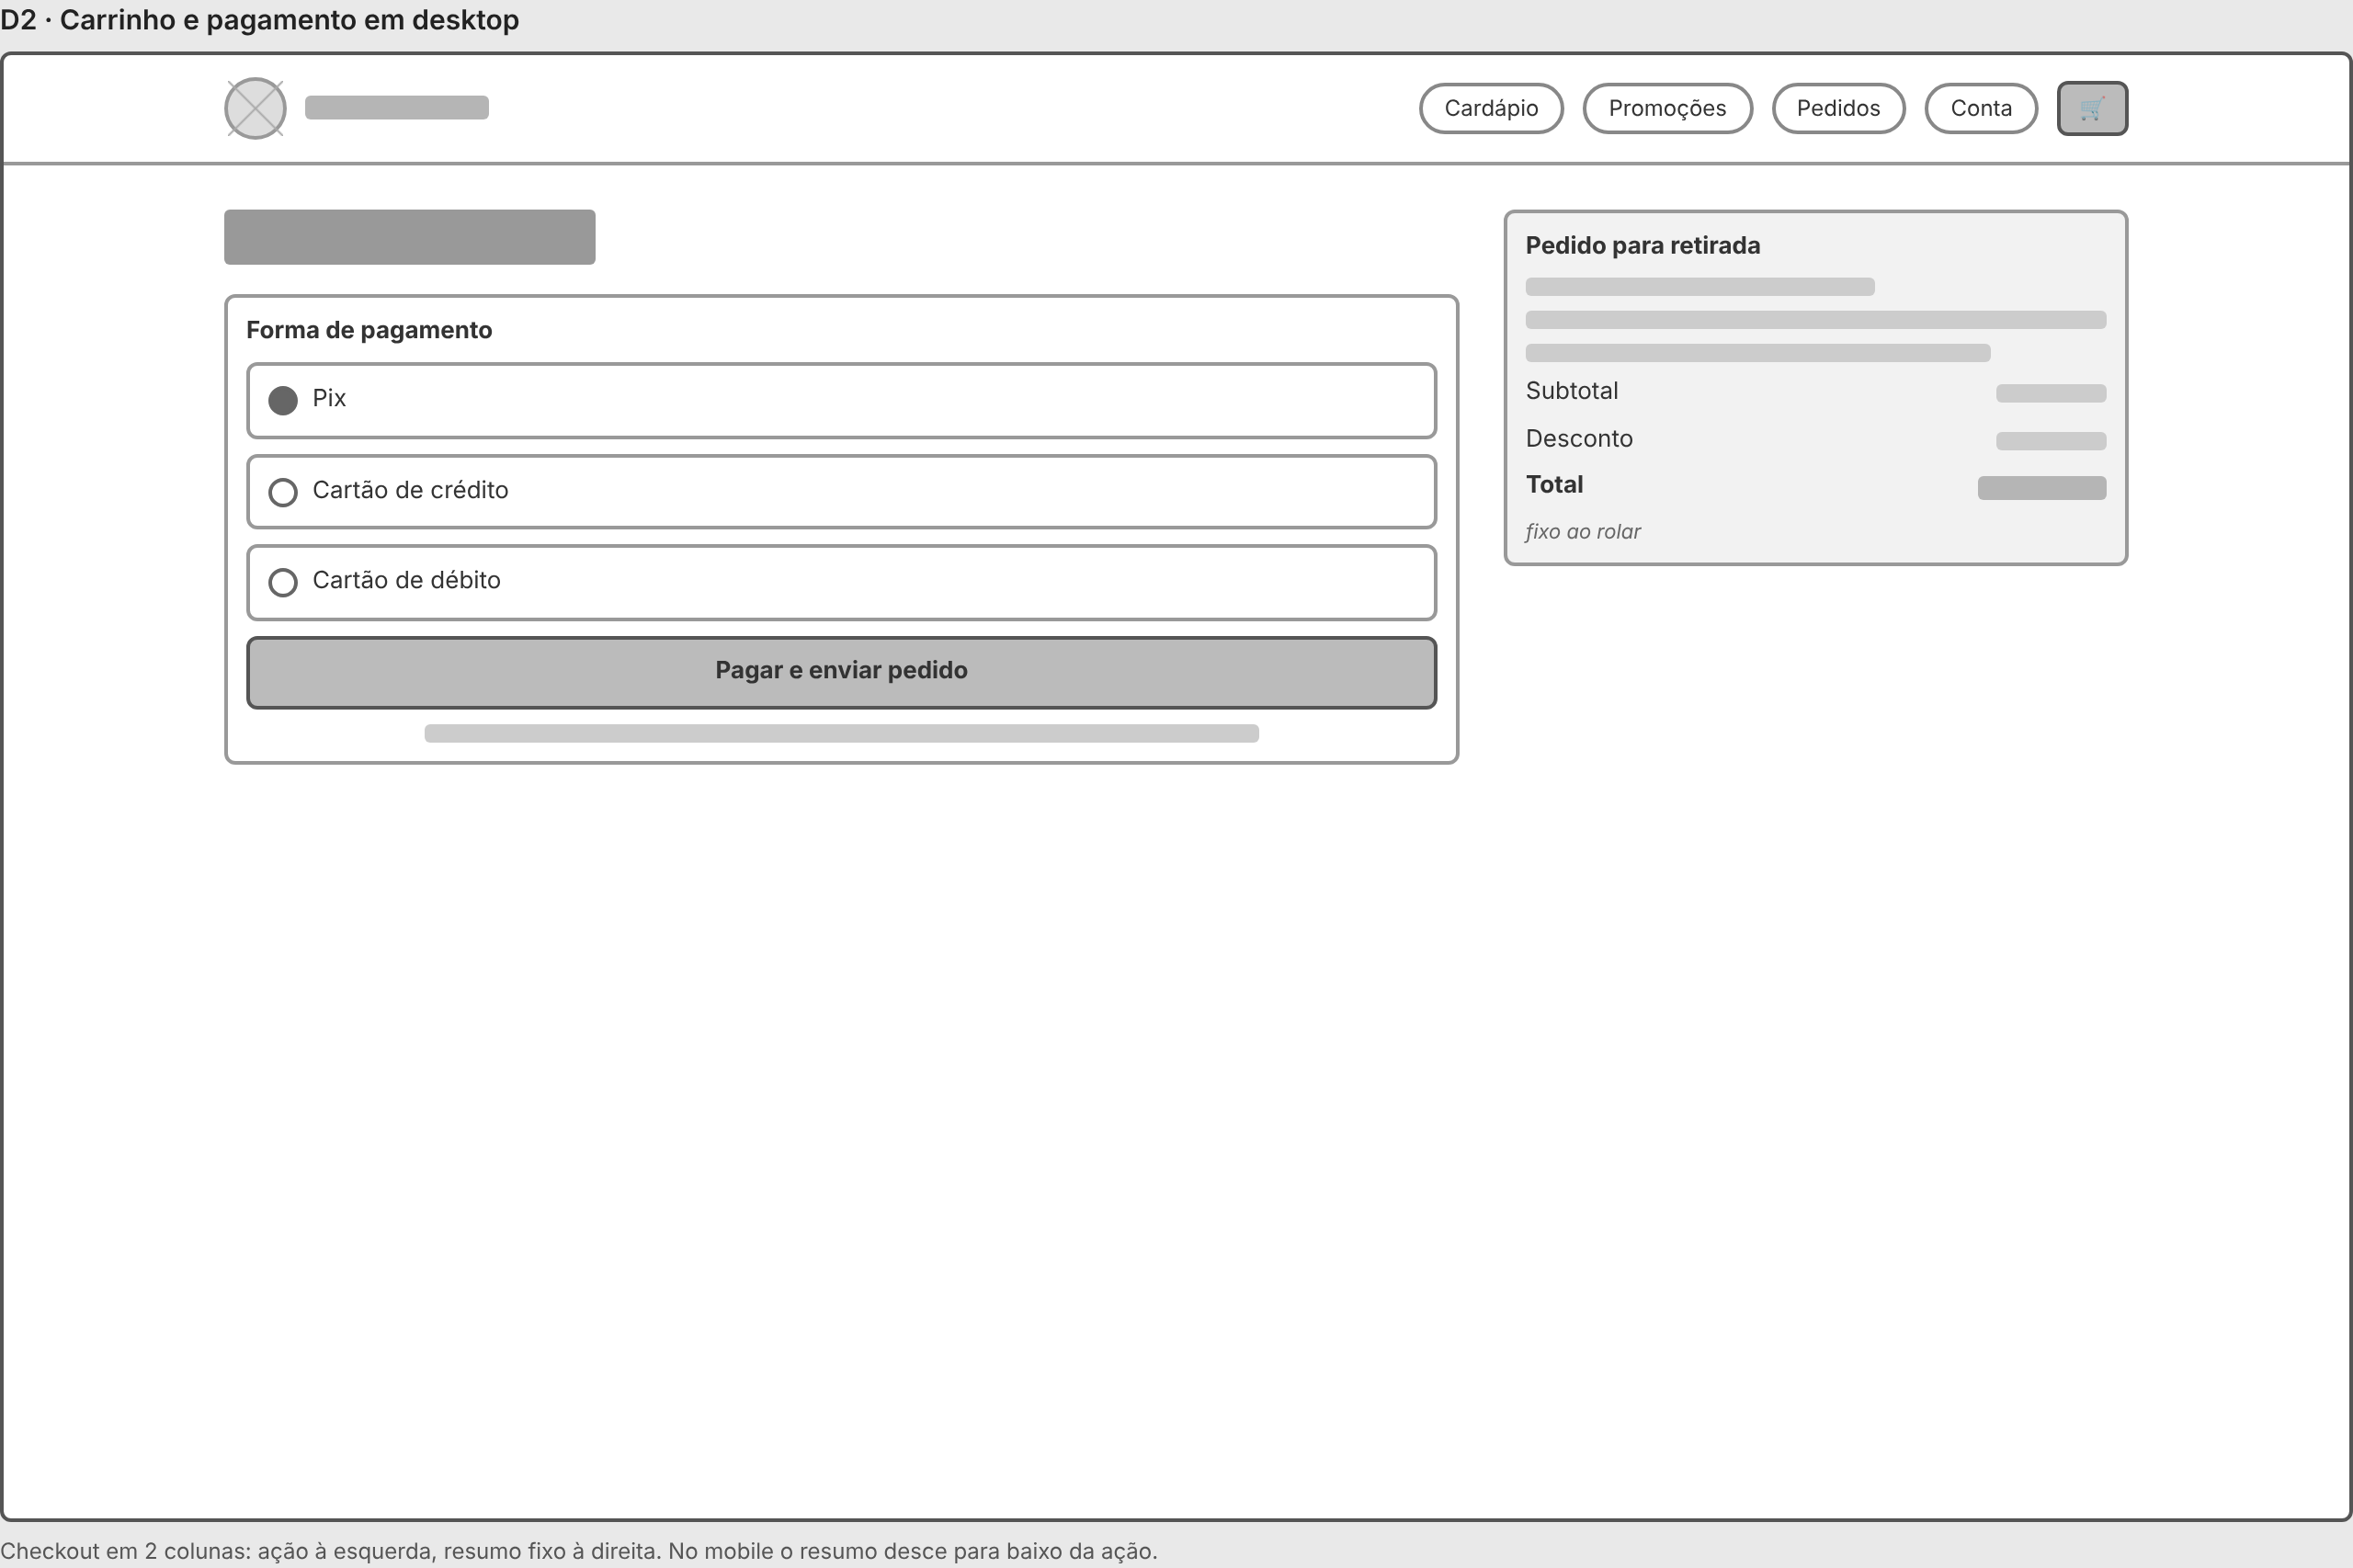 D2 · Carrinho e pagamento em desktop
Cardápio
Promoções
Pedidos
Conta
Forma de pagamento
Pix
Cartão de crédito
Cartão de débito
Pagar e enviar pedido
Pedido para retirada
Subtotal
Desconto
Total
fixo ao rolar
Checkout em 2 colunas: ação à esquerda, resumo fixo à direita. No mobile o resumo desce para baixo da ação.